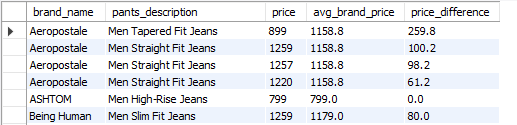 brand_name pants_description price avg_brand_price price_difference
Aeropostale Men Tapered Fit Jeans 899 1158.8 259.8
Aeropostale Men Straight Fit Jeans 1259 1158.8 100.2
Aeropostale Men Straight Fit Jeans 1257 1158.8 98.2
Aeropostale Men Straight Fit Jeans 1220 1158.8 61.2
ASHTOM Men High-Rise Jeans 799 799.0 0.0
Being Human Men Slim Fit Jeans 1259 1179.0 80.0